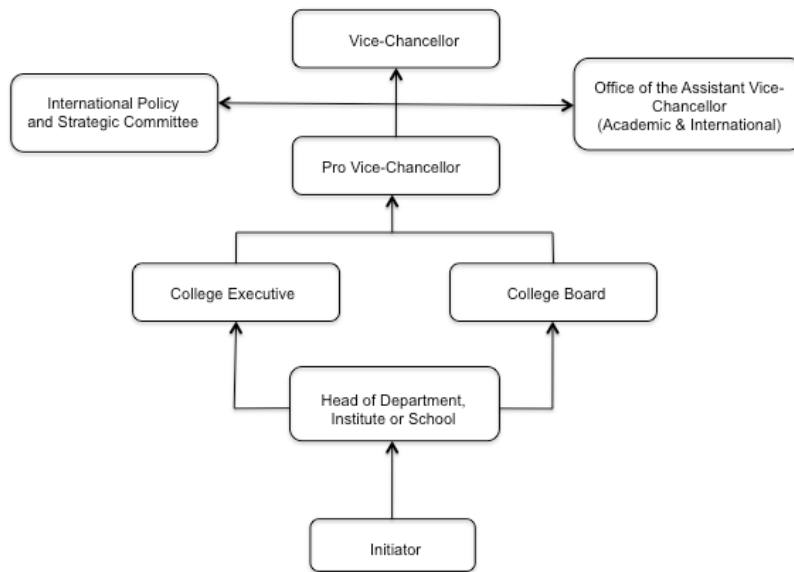 Vice-Chancellor
International Policy
and Strategic Committee
Office of the Assistant Vice-
Chancellor
(Academic & International)
Pro Vice-Chancellor
College Executive
College Board
Head of Department,
Institute or School
Initiator